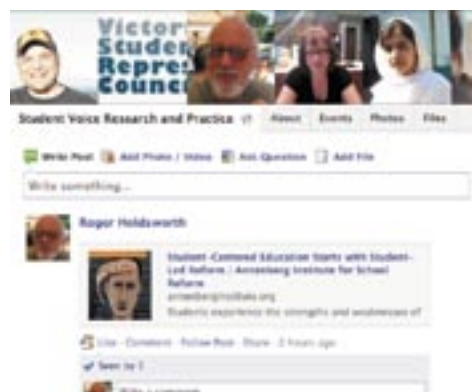 Victor
Studen
Repres
Counc
Student Voice Research and Practice About Events Photos Files
Write Post Add Photo / Video Ask Question Add File
Write something...
Roger Holdsworth
Student-Centered Education Starts with Student-
Led Reform | Annenberg Institute for School
Reform
annenberginstitute.org
Students experience the strengths and weaknesses of
Like · Comment · Follow Post · Share · 2 hours ago
Seen by
Write a comment